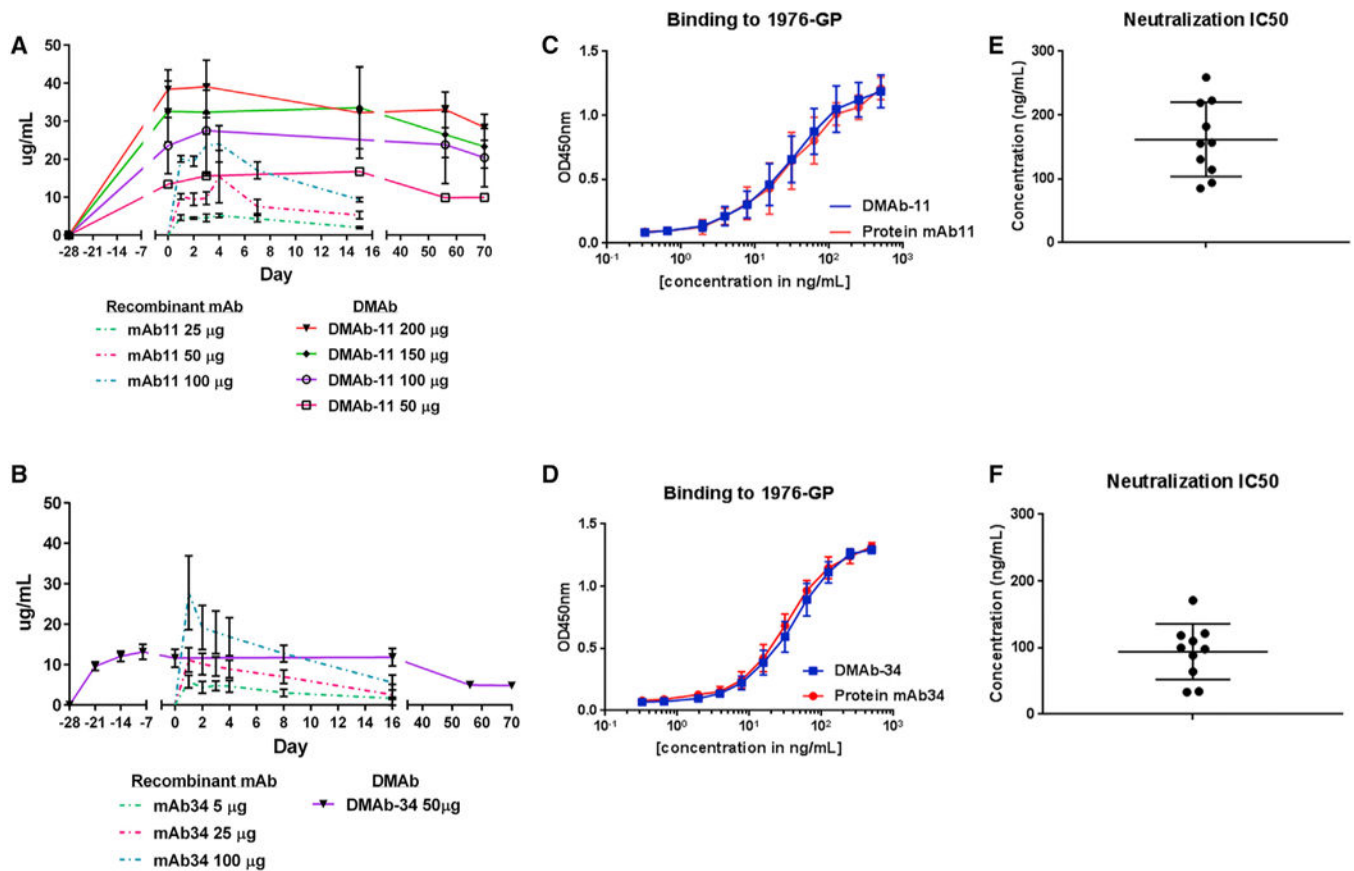 A
50
40
30
20
10
0
ug/mL
-28 -21 -14 -7 0 2 4 6 8 10 12 14 16 40 50 60 70
Day
Recombinant mAb
mAb11 25 μg
mAb11 50 μg
mAb11 100 μg
DMAb
DMAb-11 200 μg
DMAb-11 150 μg
DMAb-11 100 μg
DMAb-11 50 μg
C
Binding to 1976-GP
1.5
1.0
0.5
0.0
OD450nm
DMAb-11
Protein mAb11
10-1 100 101 102 103
[concentration in ng/mL]
E
Neutralization IC50
300
200
100
0
Concentration (ng/mL)
B
50
40
30
20
10
0
ug/mL
-28 -21 -14 -7 0 2 4 6 8 10 12 14 16 40 50 60 70
Day
Recombinant mAb
mAb34 5 μg
mAb34 25 μg
mAb34 100 μg
DMAb
DMAb-34 50μg
D
Binding to 1976-GP
1.5
1.0
0.5
0.0
OD450nm
DMAb-34
Protein mAb34
10-1 100 101 102 103
[concentration in ng/mL]
F
Neutralization IC50
300
200
100
0
Concentration (ng/mL)